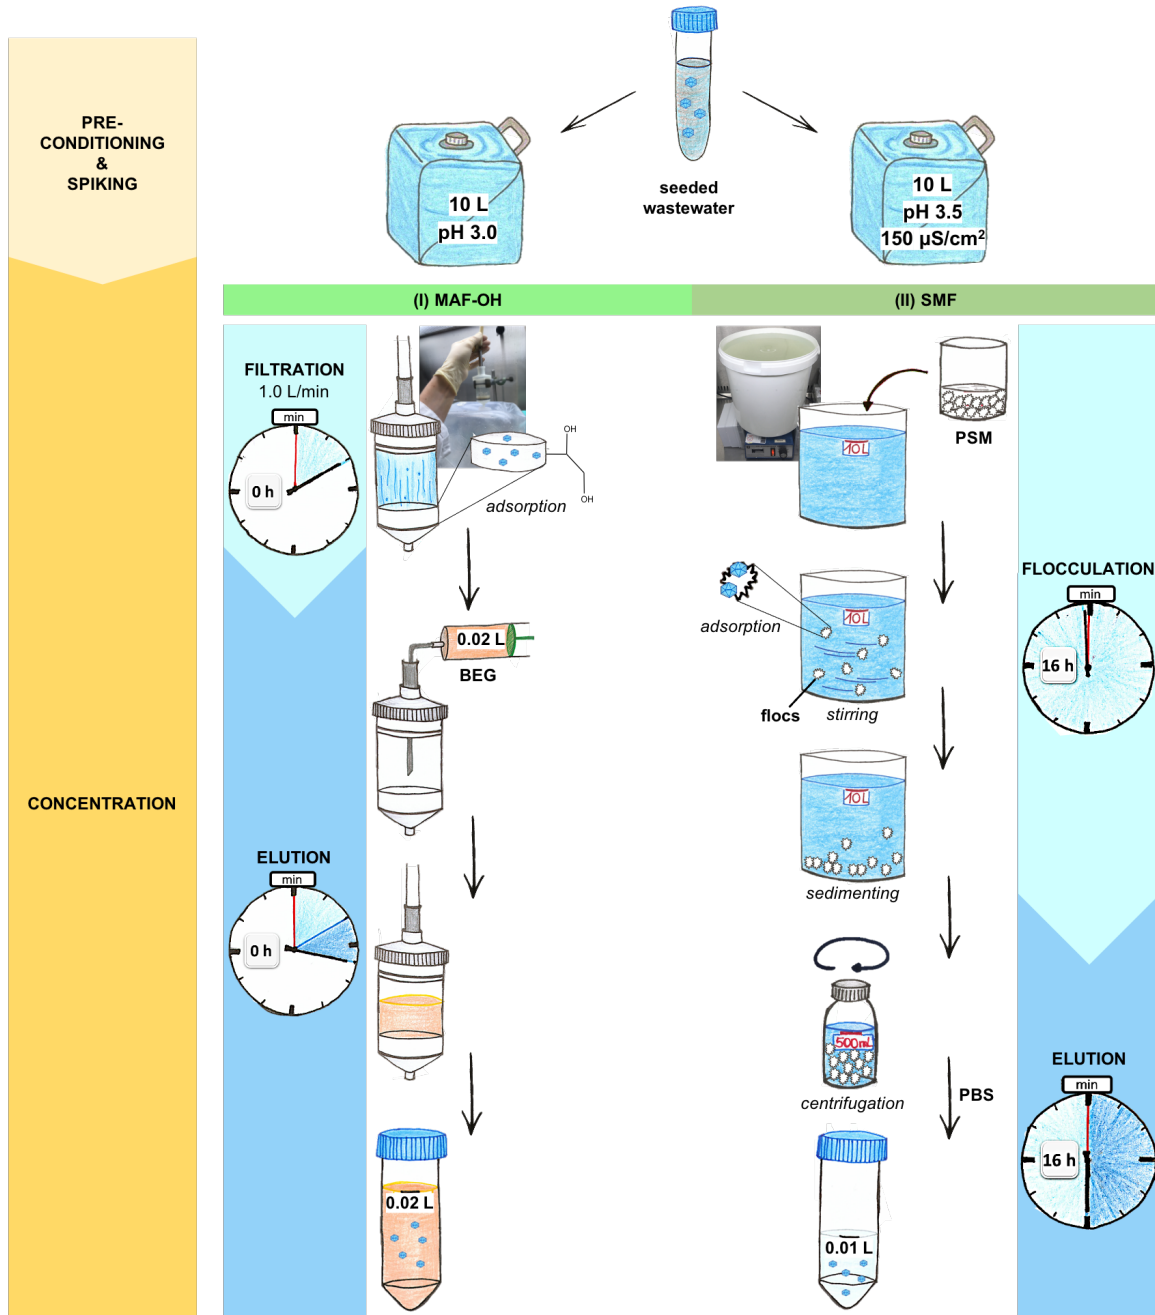 PRE-
CONDITIONING
&
SPIKING
seeded
wastewater
10 L
pH 3.0
10 L
pH 3.5
150 µS/cm²
(I) MAF-OH
(II) SMF
FILTRATION
1.0 L/min
min
0 h
OH
OH
adsorption
PSM
10L
0.02 L
BEG
adsorption
10L
flocs
stirring
FLOCCULATION
min
16 h
CONCENTRATION
10L
sedimenting
ELUTION
min
0 h
500mL
centrifugation
PBS
ELUTION
min
16 h
0.02 L
0.01 L